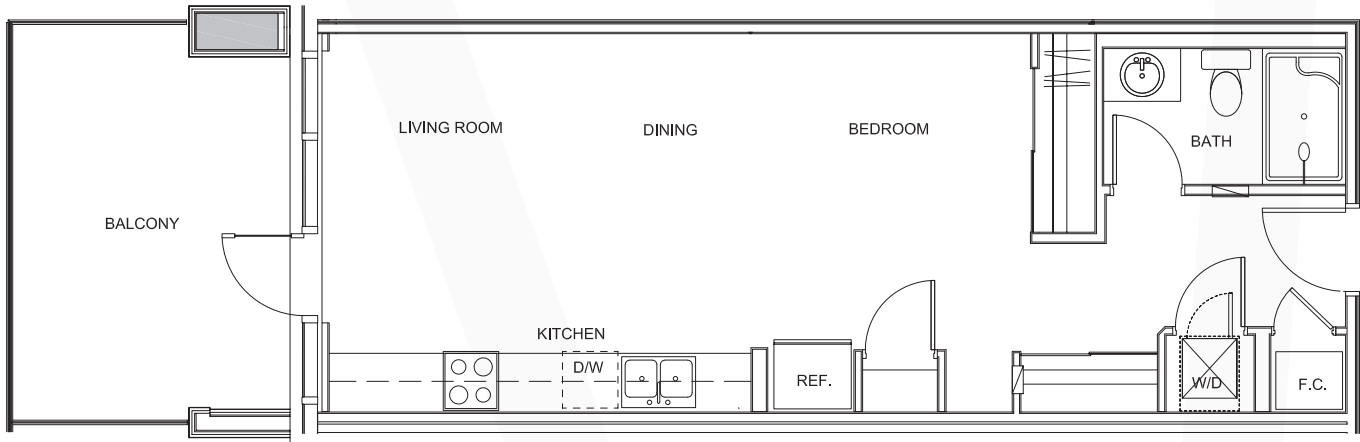 LIVING ROOM
DINING
BEDROOM
BATH
BALCONY
KITCHEN
D/W
REF.
W/D
F.C.